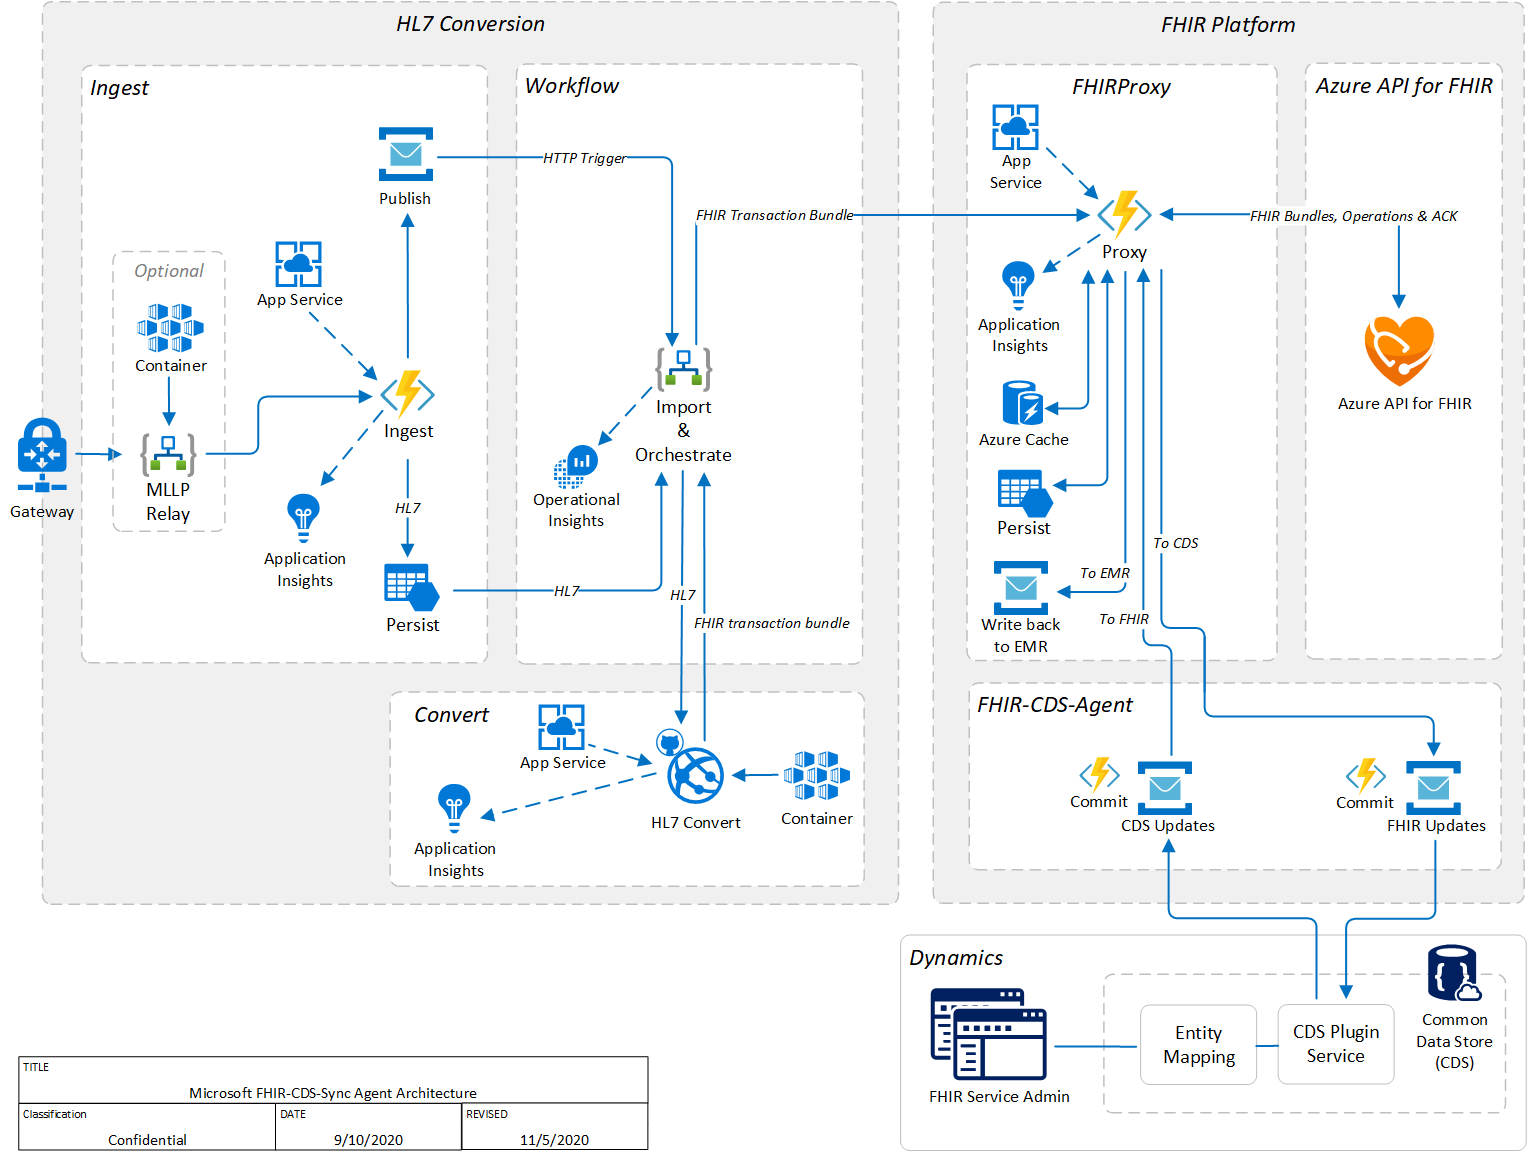 HL7 Conversion
Ingest
Publish
Optional
Container
App Service
Ingest
Gateway
MLLP
Relay
HL7
Application
Insights
Persist
Workflow
HTTP Trigger
FHIR Transaction Bundle
Import
&
Orchestrate
Operational
Insights
HL7
HL7
FHIR transaction bundle
Convert
App Service
Application
Insights
HL7 Convert
Container
FHIR Platform
FHIRProxy
App
Service
Proxy
Application
Insights
Azure Cache
Persist
To CDS
To EMR
Write back
to EMR
To FHIR
Azure API for FHIR
FHIR Bundles, Operations & ACK
Azure API for FHIR
FHIR-CDS-Agent
Commit
CDS Updates
Commit
FHIR Updates
Dynamics
FHIR Service Admin
Entity
Mapping
CDS Plugin
Service
Common
Data Store
(CDS)
TITLE
Microsoft FHIR-CDS-Sync Agent Architecture
Classification
Confidential
DATE
9/10/2020
REVISED
11/5/2020